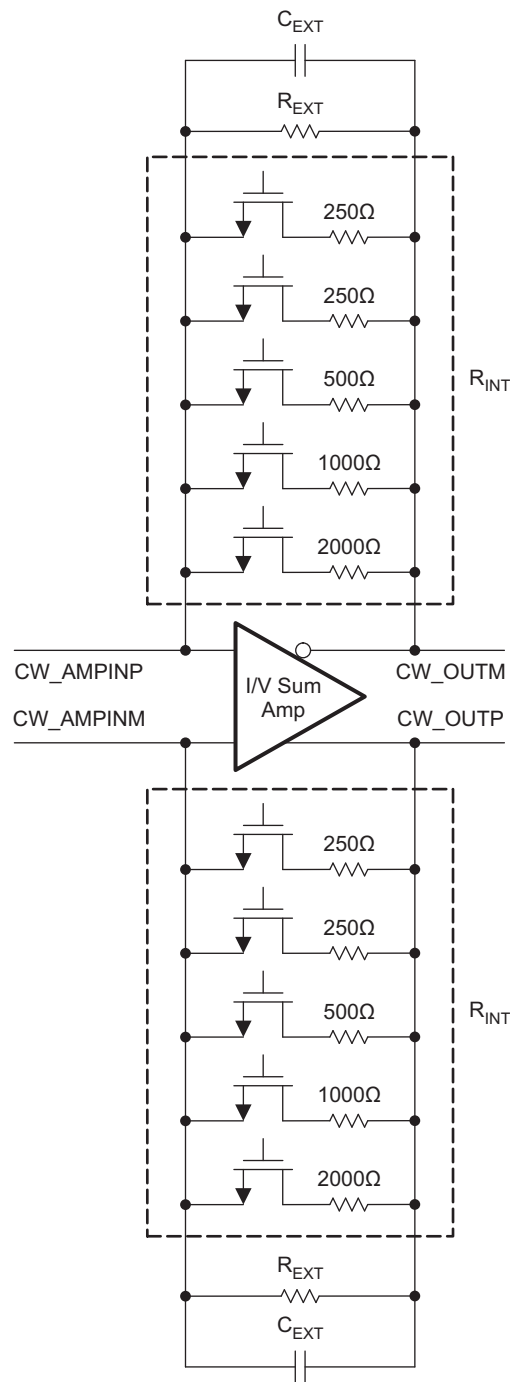 C_EXT
R_EXT
250Ω
250Ω
500Ω
R_INT
1000Ω
2000Ω
CW_AMPINP
I/V Sum
Amp
CW_OUTM
CW_AMPINM
CW_OUTP
250Ω
250Ω
500Ω
R_INT
1000Ω
2000Ω
R_EXT
C_EXT